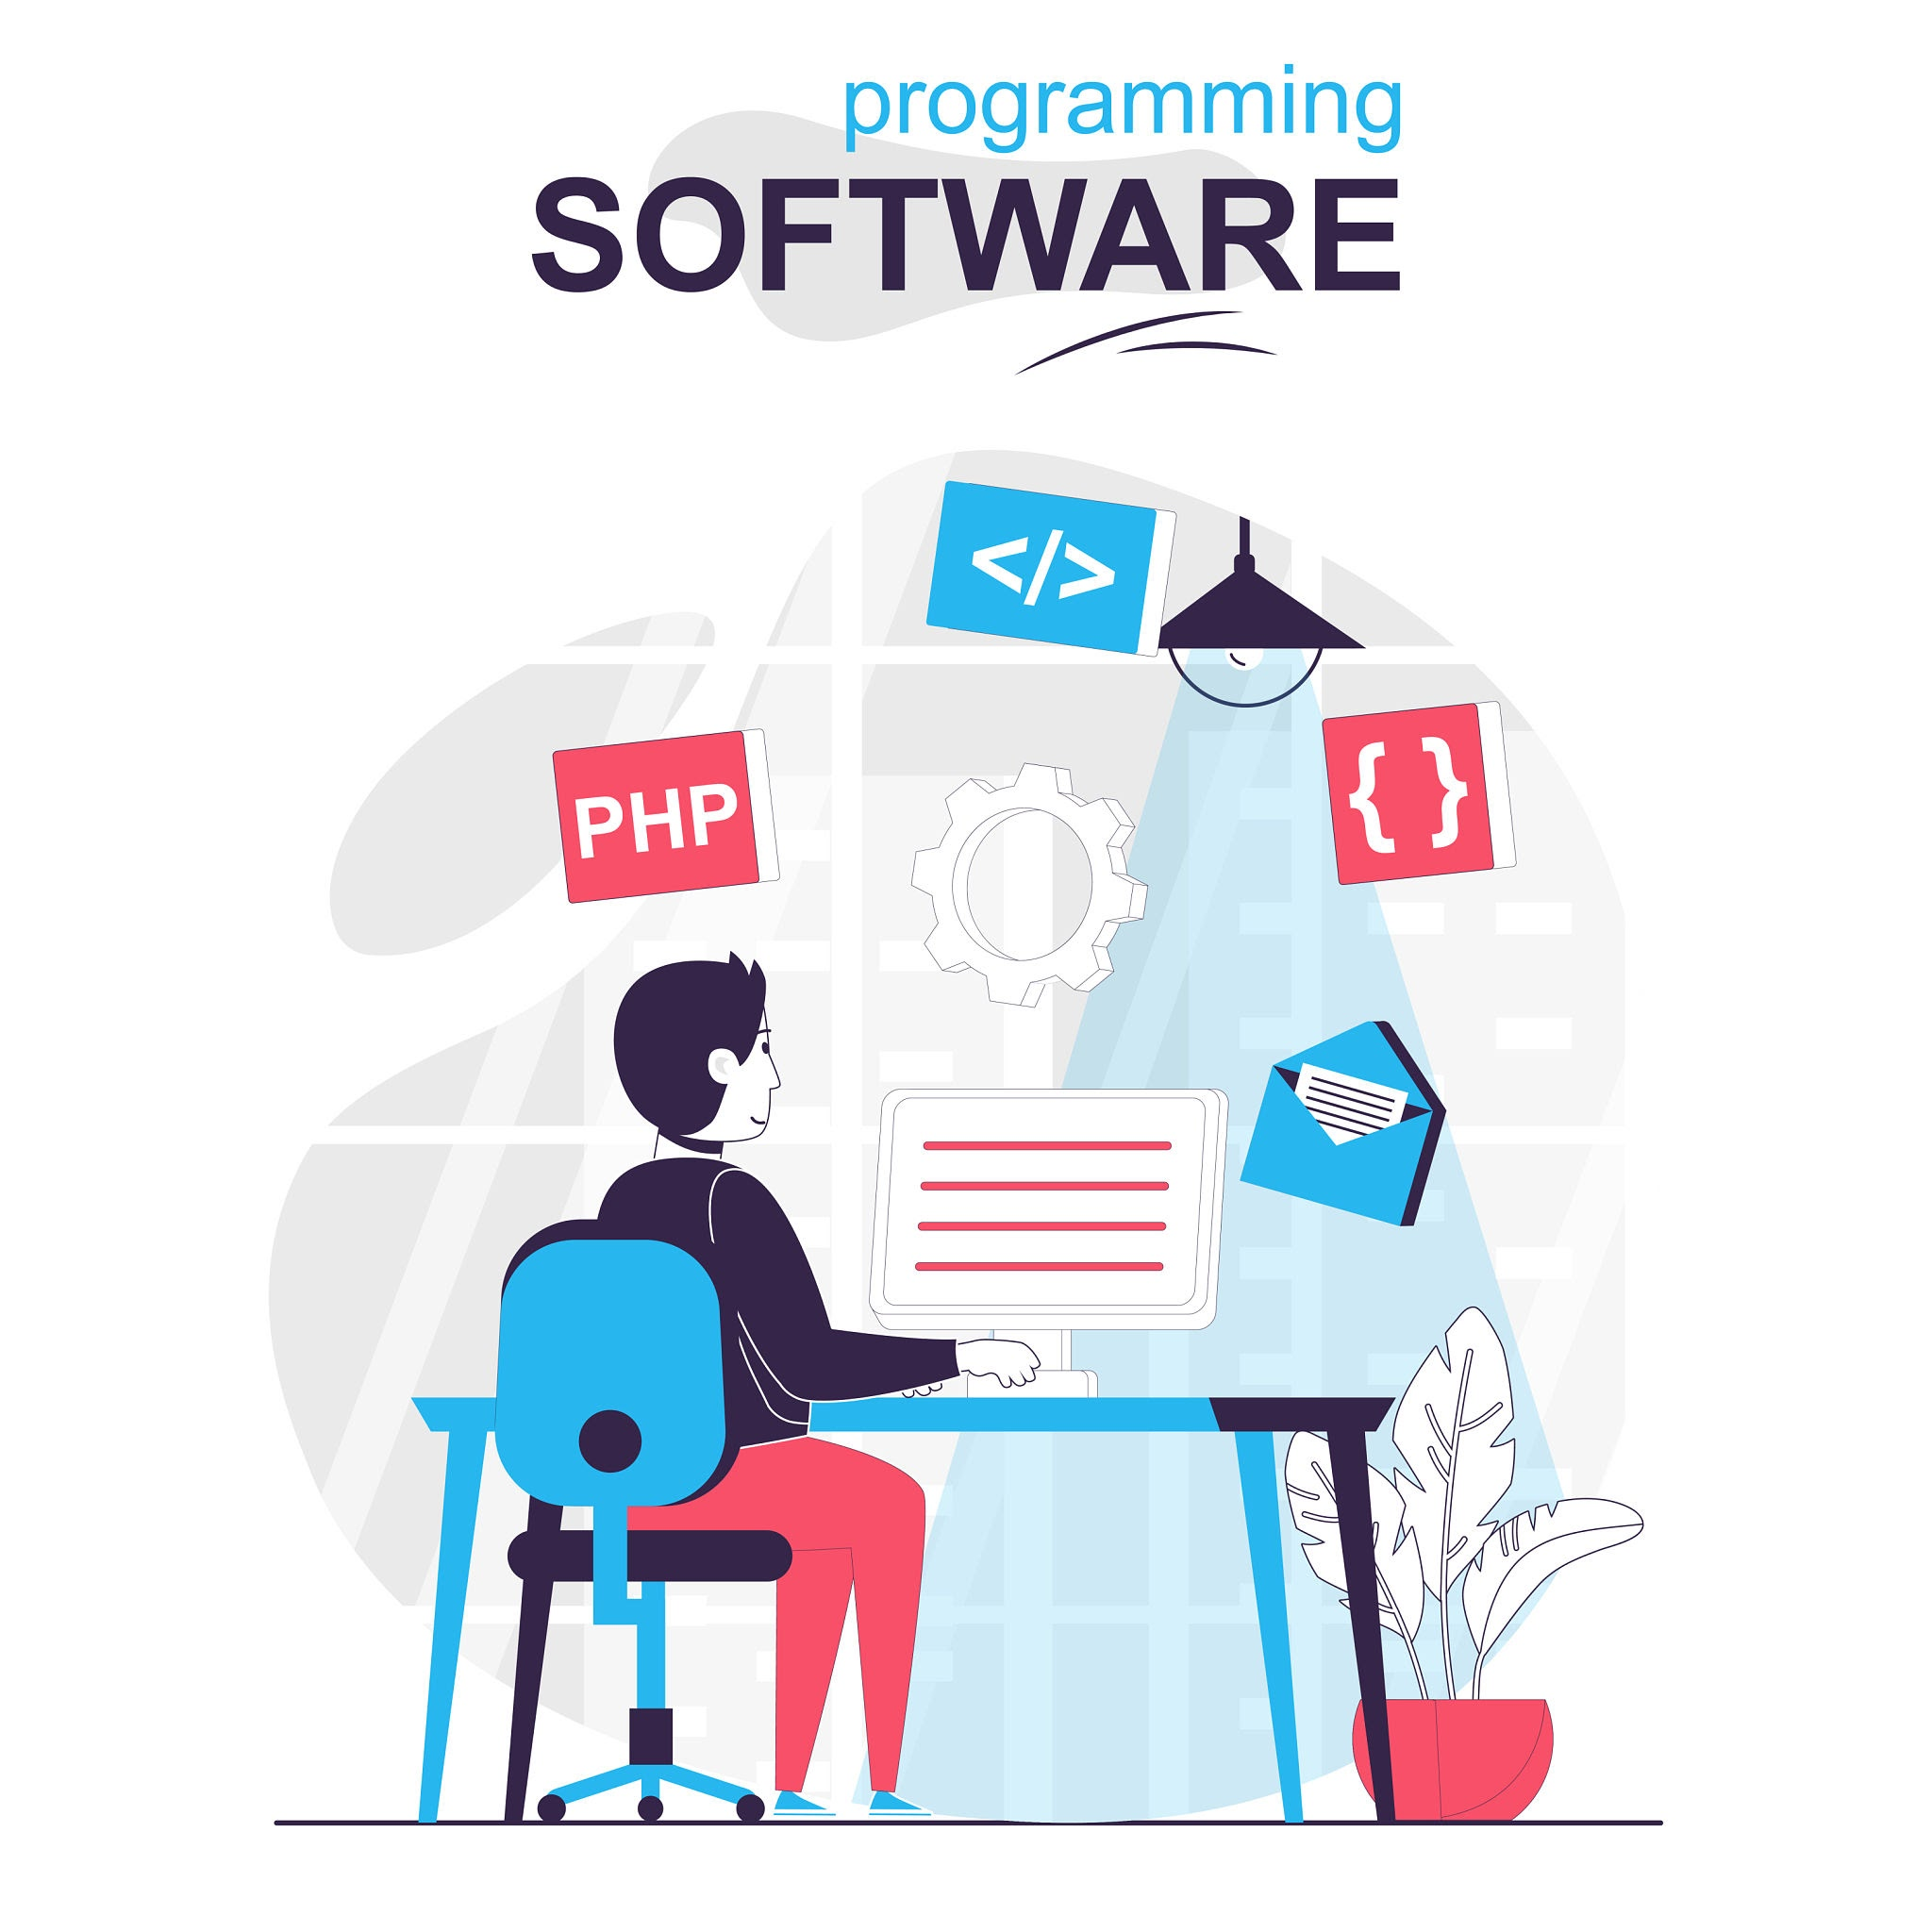 programming
SOFTWARE
</>
PHP
{ }